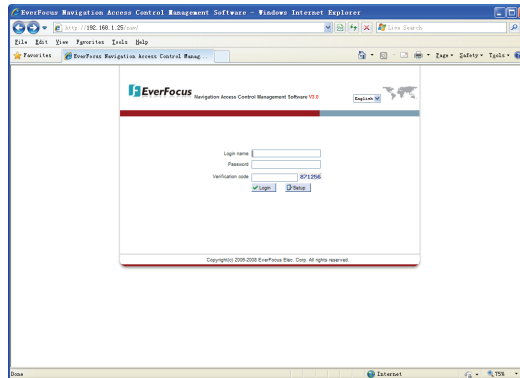 EverFocus Navigation Access Control Management Software - Windows Internet Explorer
http://192.168.1.25/nav/
Live Search
File Edit View Favorites Tools Help
Favorites EverFocus Navigation Access Control Manag...
Page Safety Tools
EverFocus Navigation Access Control Management Software V3.0
English
Login name
Password
Verification code 871256
Login Setup
Copyright(c) 2006-2008 EverFocus Elec. Corp. All rights reserved.
Done Internet 75%